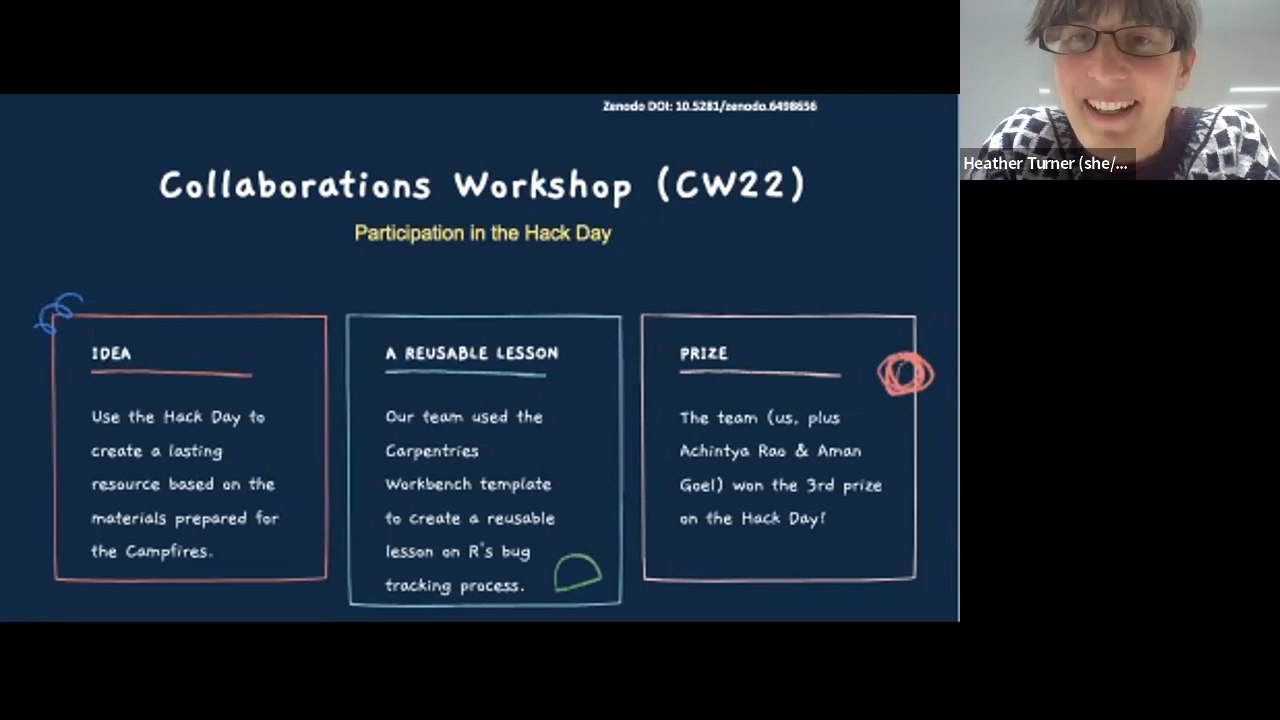 Zenodo DOI: 10.5281/zenodo.6498656
Collaborations Workshop (CW22)
Participation in the Hack Day
IDEA
Use the Hack Day to
create a lasting
resource based on the
materials prepared for
the Campfires.
A REUSABLE LESSON
Our team used the
Carpentries
Workbench template
to create a reusable
lesson on R's bug
tracking process.
PRIZE
The team (us, plus
Achintya Rao & Aman
Goel) won the 3rd prize
on the Hack Day!
Heather Turner (she/...